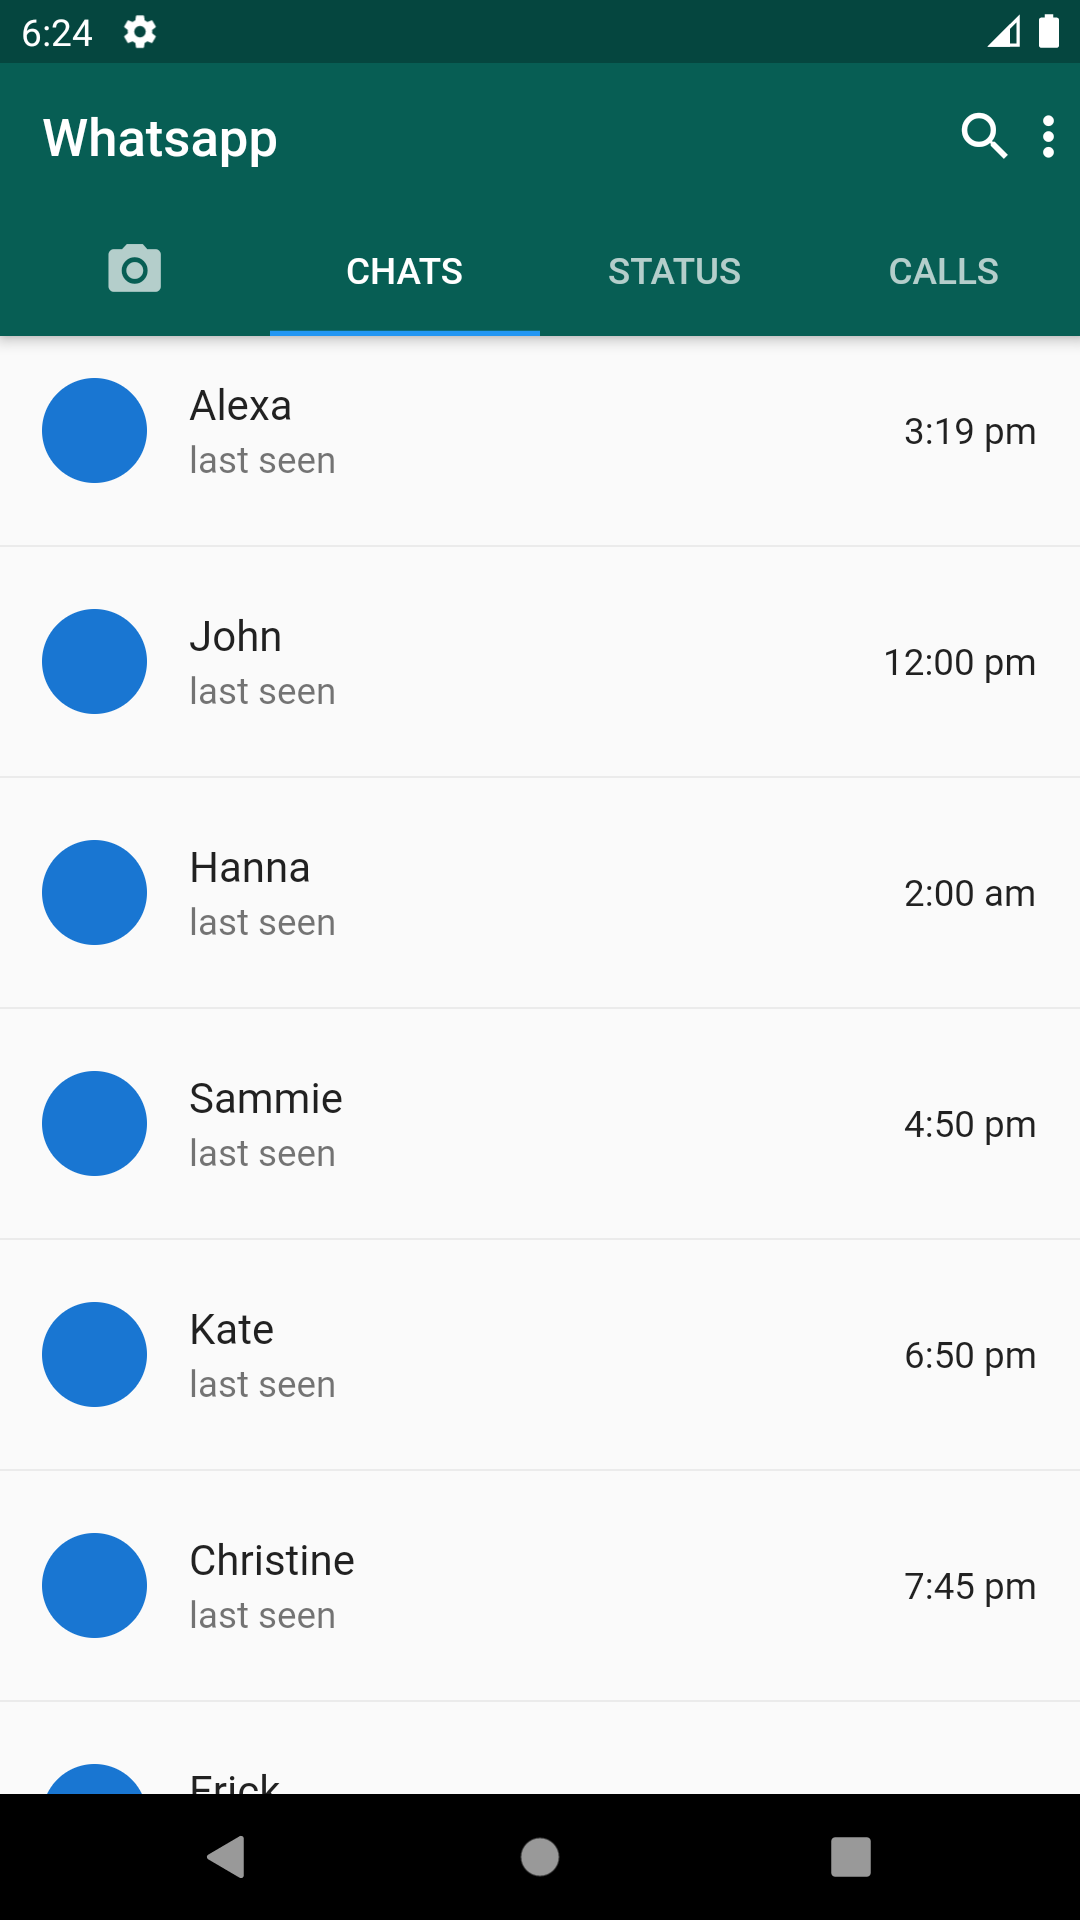 6:24
Whatsapp
CHATS STATUS CALLS
Alexa
last seen
3:19 pm
John
last seen
12:00 pm
Hanna
last seen
2:00 am
Sammie
last seen
4:50 pm
Kate
last seen
6:50 pm
Christine
last seen
7:45 pm
Erick